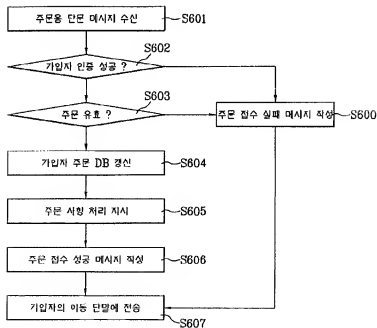 주문용 단문 메시지 수신
S601
S602
가입자 인증 성공 ?
S603
주문 유효 ?
주문 접수 실패 메시지 작성
S600
가입자 주문 DB 갱신
S604
주문 사항 처리 지시
S605
주문 접수 성공 메시지 작성
S606
가입자의 이동 단말에 전송
S607